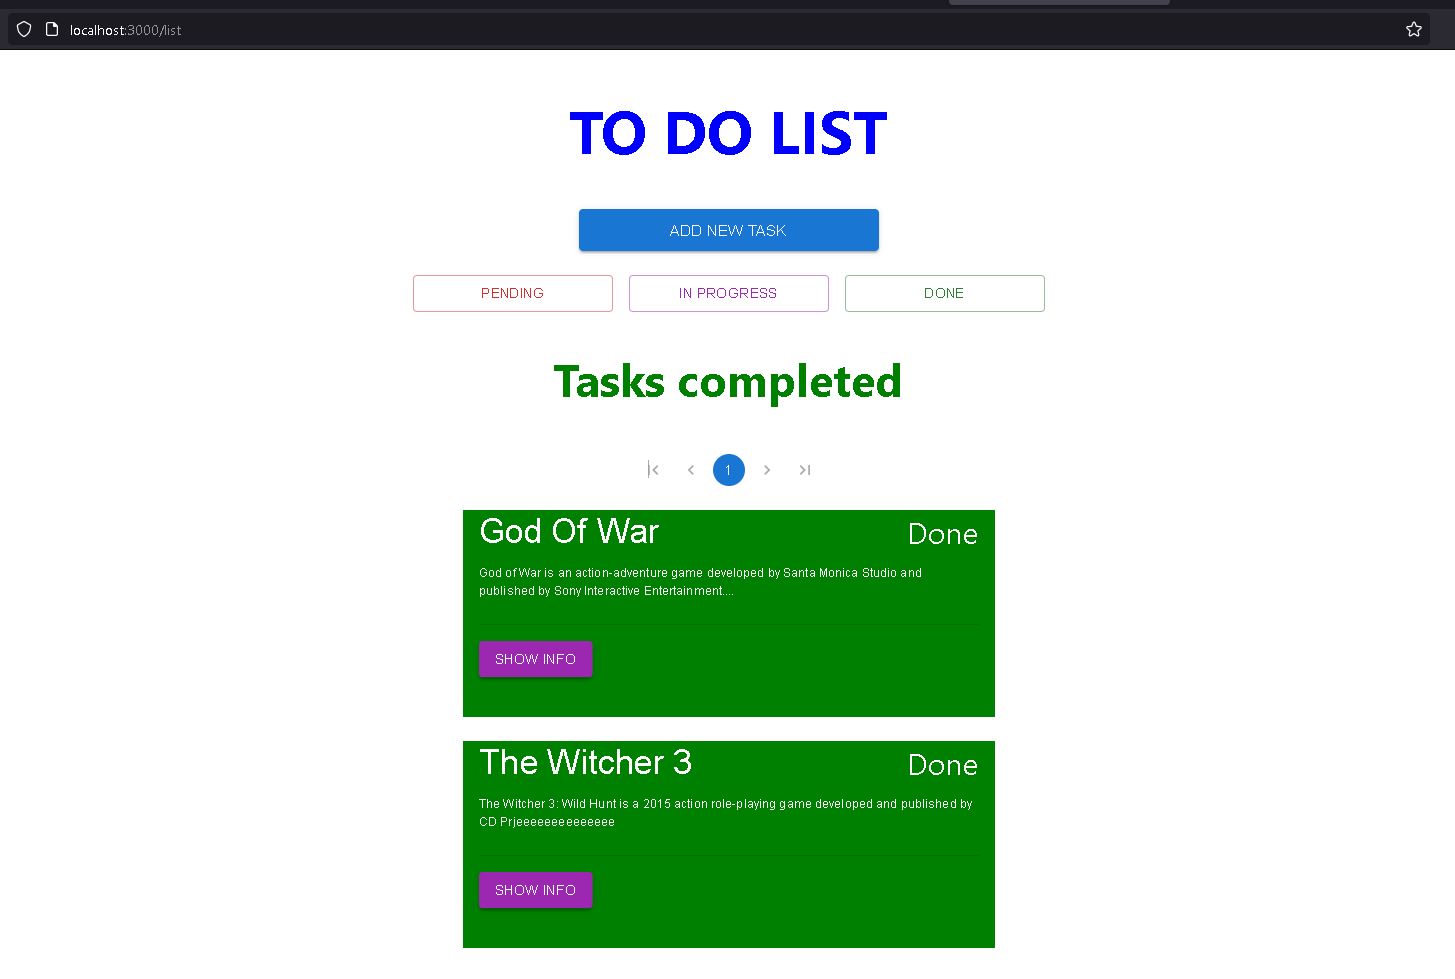 localhost:3000/list
TO DO LIST
ADD NEW TASK
PENDING
IN PROGRESS
DONE
Tasks completed
1
God Of War
Done
God of War is an action-adventure game developed by Santa Monica Studio and
published by Sony Interactive Entertainment....
SHOW INFO
The Witcher 3
Done
The Witcher 3: Wild Hunt is a 2015 action role-playing game developed and published by
CD Prjeeeeeeeeeeeeee
SHOW INFO